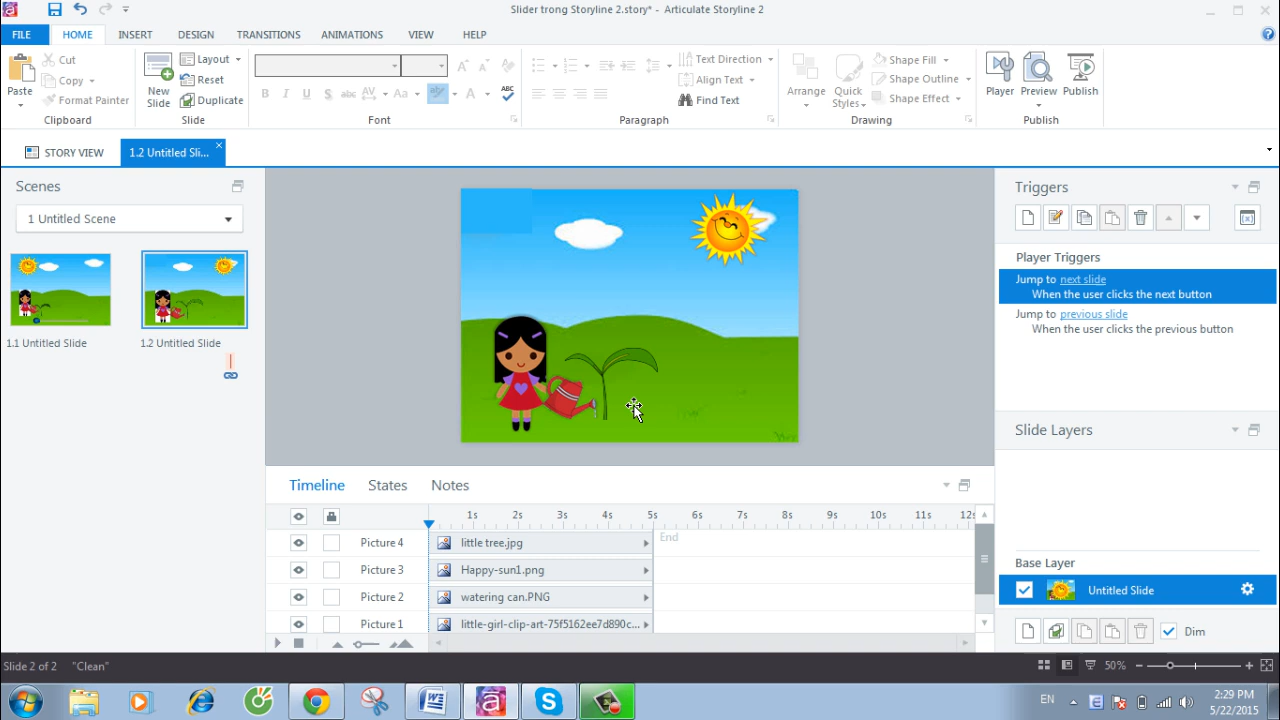 Slider trong Storyline 2.story* - Articulate Storyline 2
FILE HOME INSERT DESIGN TRANSITIONS ANIMATIONS VIEW HELP
Paste
Cut
Copy
Format Painter
Clipboard
New Slide
Layout
Reset
Duplicate
Slide
B I U S abc AV Aa A ABC
Font
Text Direction
Align Text
Find Text
Paragraph
Arrange
Quick Styles
Shape Fill
Shape Outline
Shape Effect
Drawing
Player
Preview
Publish
Publish
STORY VIEW
1.2 Untitled Sli...
Scenes
1 Untitled Scene
1.1 Untitled Slide
1.2 Untitled Slide
Timeline States Notes
1s 2s 3s 4s 5s 6s 7s 8s 9s 10s 11s 12s
End
Picture 4 little tree.jpg
Picture 3 Happy-sun1.png
Picture 2 watering can.PNG
Picture 1 little-girl-clip-art-75f5162ee7d890c...
Triggers
Player Triggers
Jump to next slide
When the user clicks the next button
Jump to previous slide
When the user clicks the previous button
Slide Layers
Base Layer
Untitled Slide
Dim
Slide 2 of 2 "Clean"
50%
EN
2:29 PM
5/22/2015